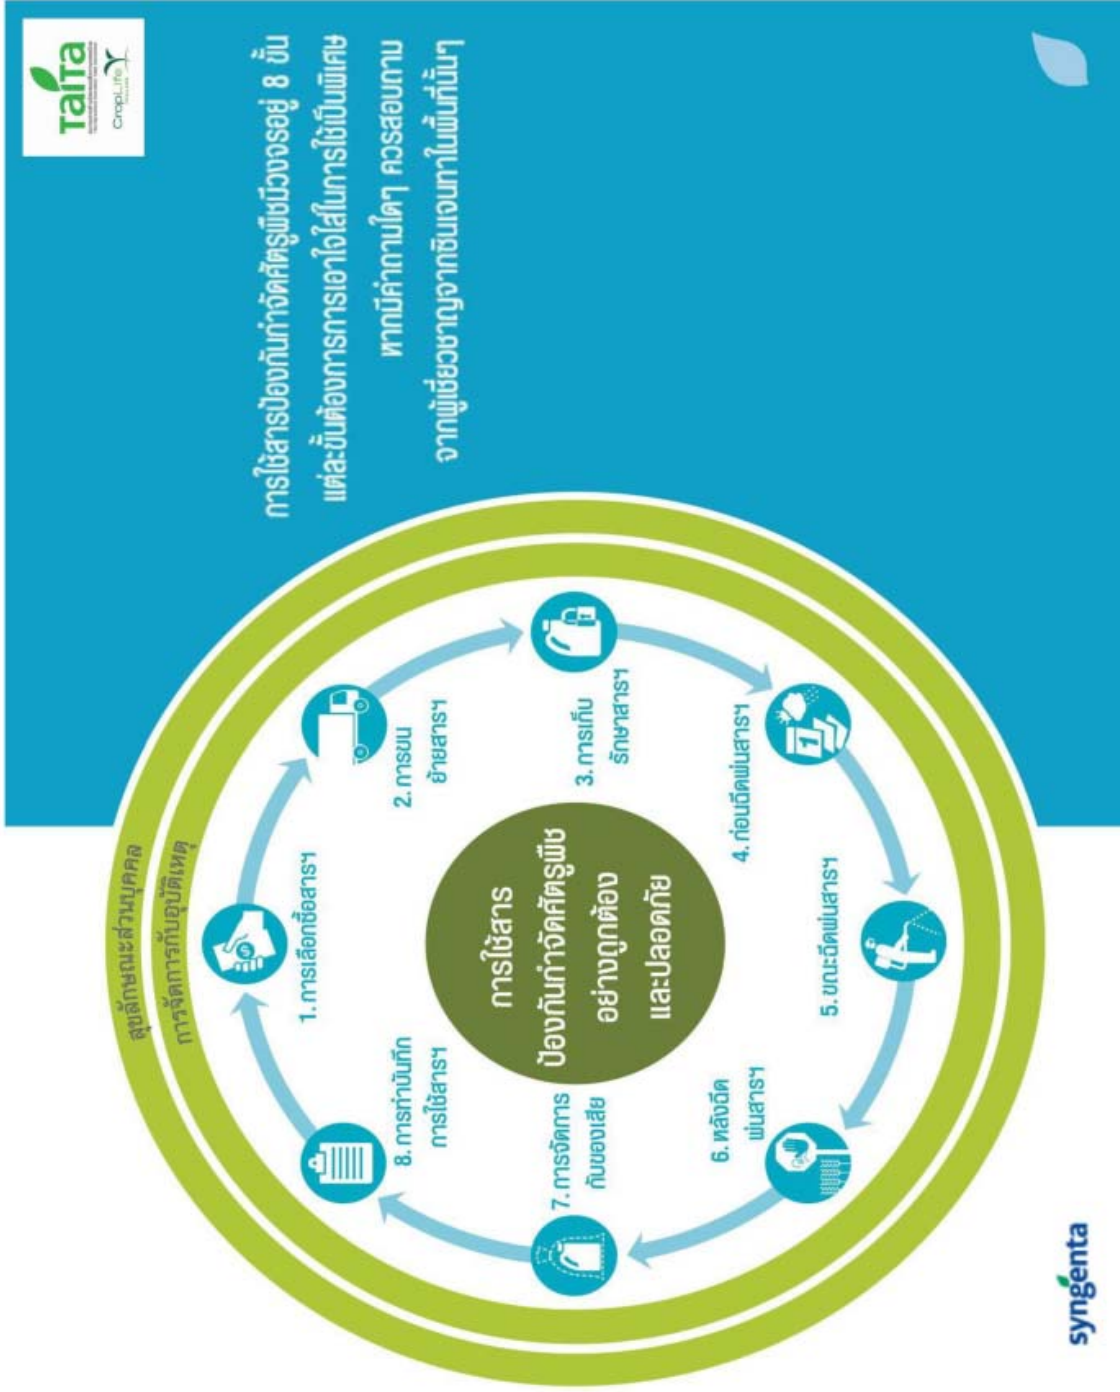 TaiTa
CropLife
การใช้สารป้องกันกำจัดศัตรูพืชมีวงจรอยู่ 8 ขั้น
แต่ละขั้นต้องการการเอาใจใส่ในการใช้เป็นพิเศษ
หากมีคำถามใดๆ ควรสอบถาม
จากผู้เชี่ยวชาญจากซินเจนทาในพื้นที่นั้นๆ
สุขลักษณะส่วนบุคคล
การจัดการกับอุบัติเหตุ
การใช้สาร
ป้องกันกำจัดศัตรูพืช
อย่างถูกต้อง
และปลอดภัย
1. การเลือกซื้อสารฯ
2. การขน
ย้ายสารฯ
3. การเก็บ
รักษาสารฯ
4. ก่อนฉีดพ่นสารฯ
5. ขณะฉีดพ่นสารฯ
6. หลังฉีด
พ่นสารฯ
7. การจัดการ
กับของเสีย
8. การทำบันทึก
การใช้สารฯ
syngenta